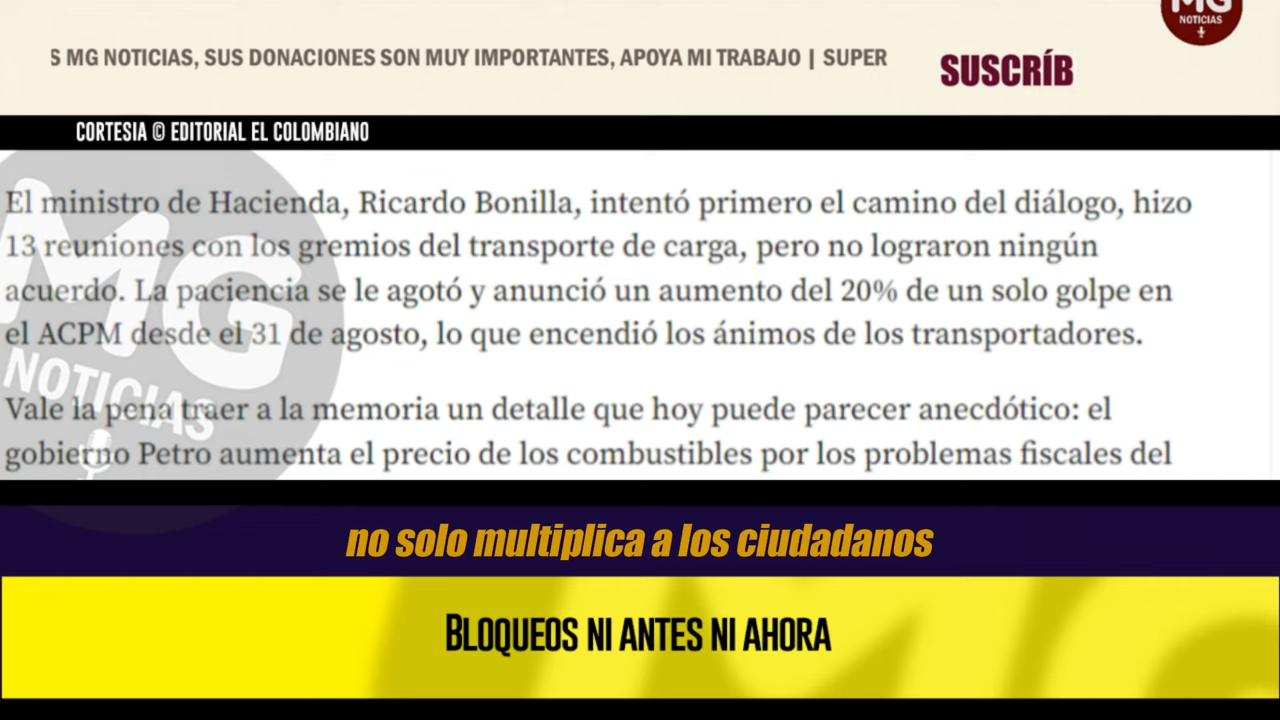 MG
NOTICIAS
S MG NOTICIAS, SUS DONACIONES SON MUY IMPORTANTES, APOYA MI TRABAJO | SUPER
SUSCRÍB
CORTESIA © EDITORIAL EL COLOMBIANO
El ministro de Hacienda, Ricardo Bonilla, intentó primero el camino del diálogo, hizo
13 reuniones con los gremios del transporte de carga, pero no lograron ningún
acuerdo. La paciencia se le agotó y anunció un aumento del 20% de un solo golpe en
el ACPM desde el 31 de agosto, lo que encendió los ánimos de los transportadores.
Vale la pena traer a la memoria un detalle que hoy puede parecer anecdótico: el
gobierno Petro aumenta el precio de los combustibles por los problemas fiscales del
MG
NOTICIAS
no solo multiplica a los ciudadanos
BLOQUEOS NI ANTES NI AHORA